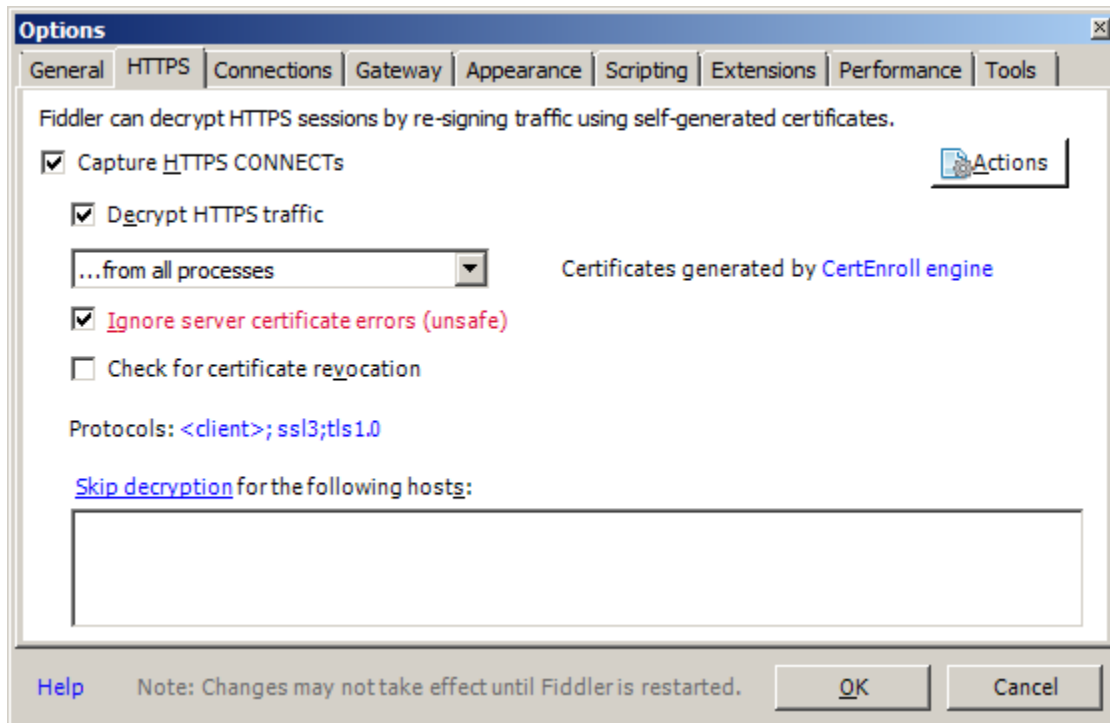 Options
General HTTPS Connections Gateway Appearance Scripting Extensions Performance Tools
Fiddler can decrypt HTTPS sessions by re-signing traffic using self-generated certificates.
Capture HTTPS CONNECTs
Actions
Decrypt HTTPS traffic
...from all processes
Certificates generated by CertEnroll engine
Ignore server certificate errors (unsafe)
Check for certificate revocation
Protocols: <client>; ssl3;tls1.0
Skip decryption for the following hosts:
Help
Note: Changes may not take effect until Fiddler is restarted.
OK
Cancel